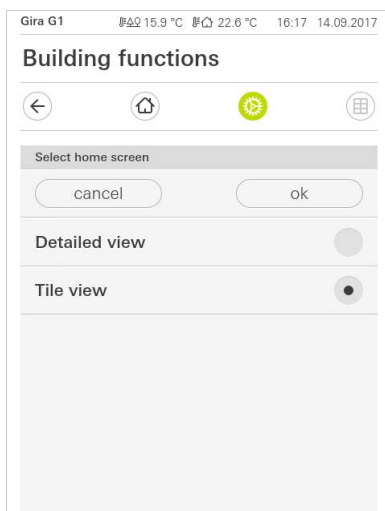 Gira G1 15.9 °C 22.6 °C 16:17 14.09.2017
Building functions
Select home screen
cancel ok
Detailed view
Tile view